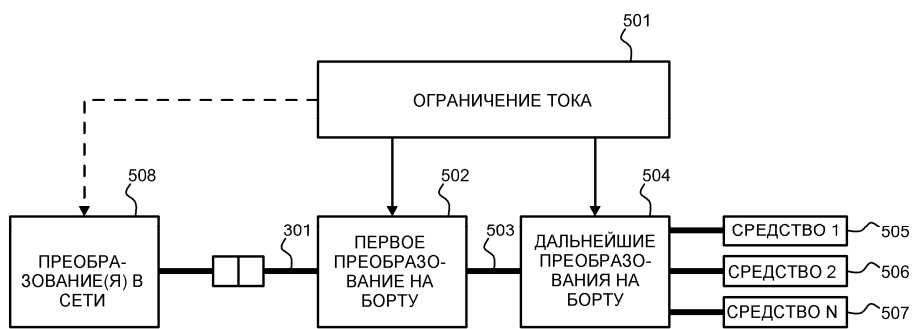 501
ОГРАНИЧЕНИЕ ТОКА
508
502
504
301
503
ПРЕОБРА-
ЗОВАНИЕ(Я) В
СЕТИ
ПЕРВОЕ
ПРЕОБРАЗО-
ВАНИЕ НА
БОРТУ
ДАЛЬНЕЙШИЕ
ПРЕОБРАЗО-
ВАНИЯ НА
БОРТУ
СРЕДСТВО 1
505
СРЕДСТВО 2
506
СРЕДСТВО N
507